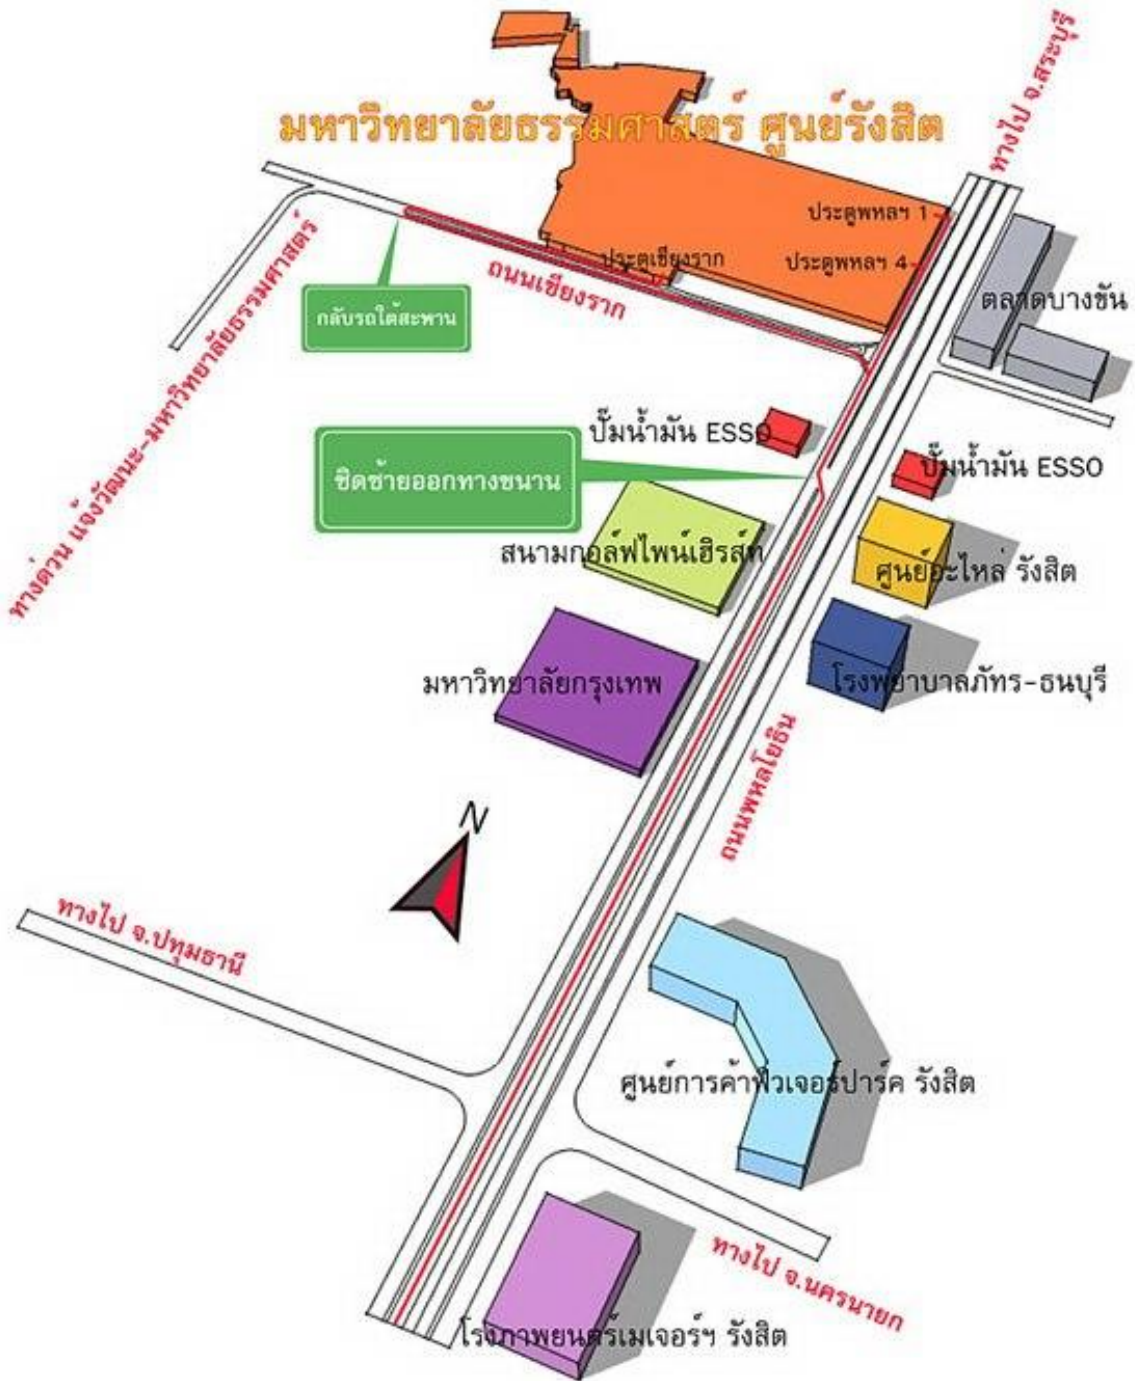 ทางไป จ.สระบุรี
มหาวิทยาลัยธรรมศาสตร์ ศูนย์รังสิต
ประตูพหลฯ 1
ประตูเชียงราก
ประตูพหลฯ 4
ถนนเชียงราก
ตลาดบางขัน
กลับรถใต้สะพาน
ทางด่วน แจ้งวัฒนะ-มหาวิทยาลัยธรรมศาสตร์
ปั๊มน้ำมัน ESSO
ปั๊มน้ำมัน ESSO
ชิดซ้ายออกทางขนาน
สนามกอล์ฟไพน์เฮิรส์ท
ศูนย์อะไหล่ รังสิต
มหาวิทยาลัยกรุงเทพ
โรงพยาบาลภัทร-ธนบุรี
ถนนพหลโยธิน
N
ทางไป จ.ปทุมธานี
ศูนย์การค้าฟิวเจอร์ปาร์ค รังสิต
ทางไป จ.นครนายก
โรงภาพยนตร์เมเจอร์ฯ รังสิต